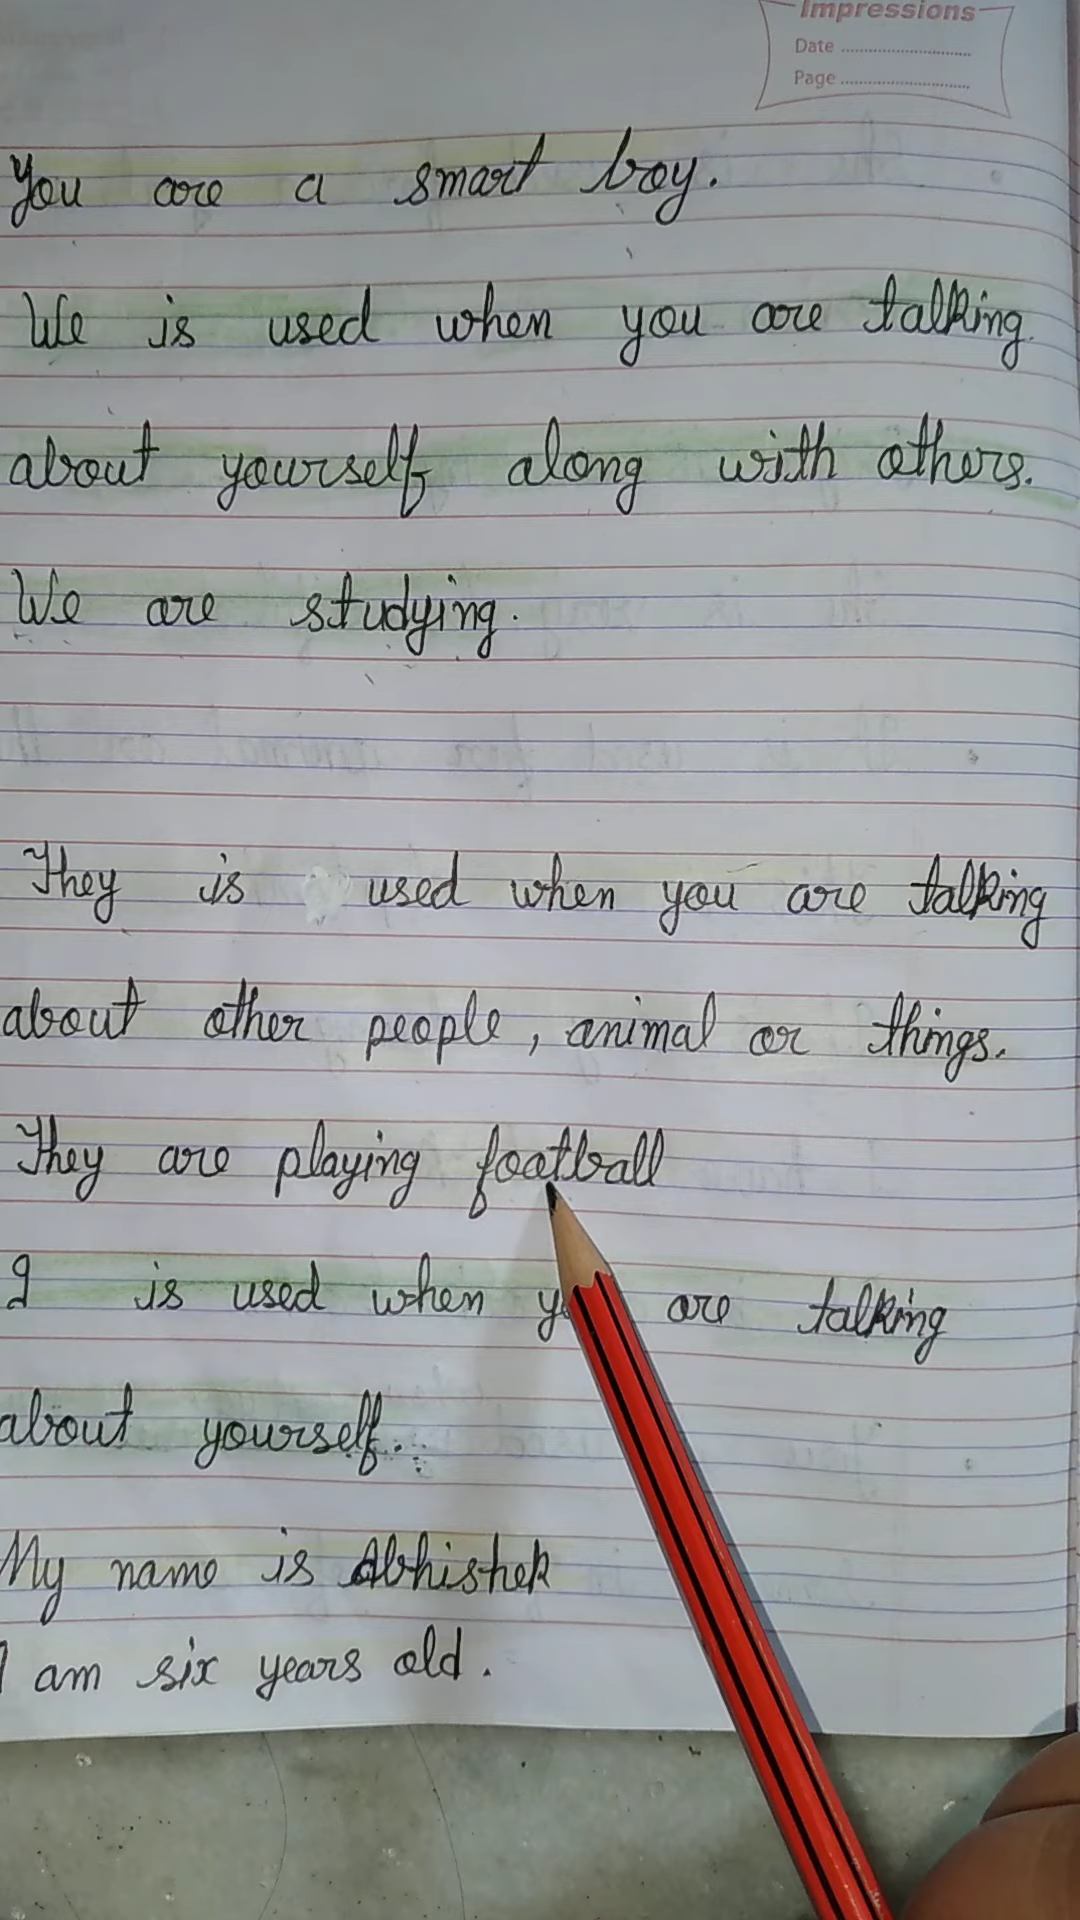 Impressions
Date
Page
You are a smart boy.
We is used when you are talking
about yourself along with others.
We are studying.
They is used when you are talking
about other people, animal or things.
They are playing football
I is used when are talking
about yourself.
My name is Abhishek
I am six years old.